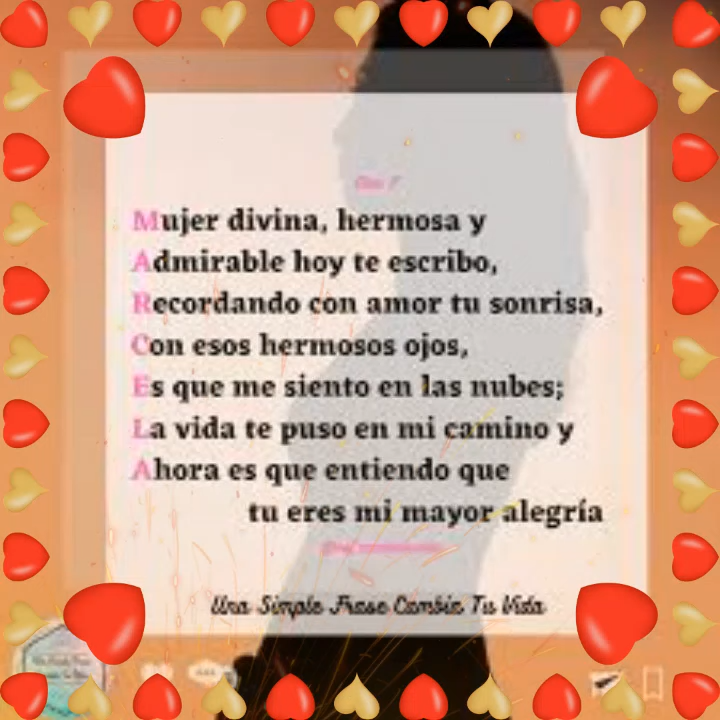 Mujer divina, hermosa y
Admirable hoy te escribo,
Recordando con amor tu sonrisa,
Con esos hermosos ojos,
Es que me siento en las nubes;
La vida te puso en mi camino y
Ahora es que entiendo que
tu eres mi mayor alegría
Una Simple Frase Cambia Tu Vida